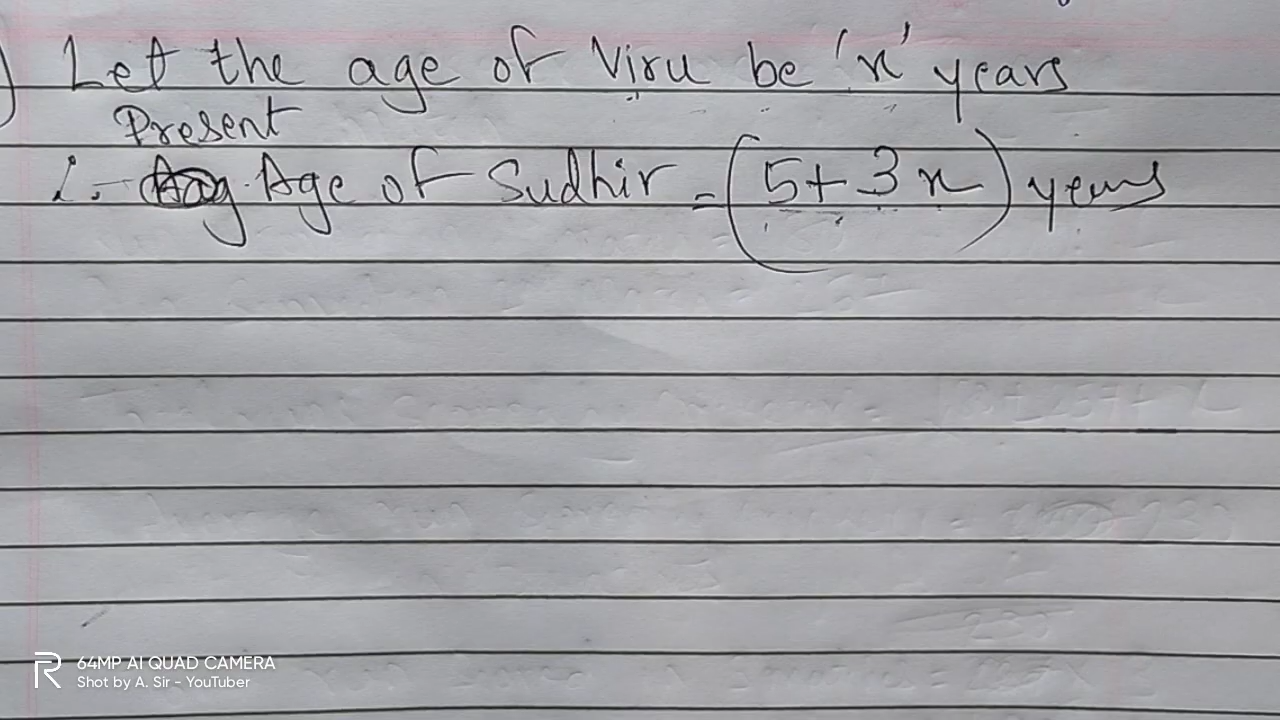 Let the age of Viru be 'x' years
Present
∴ Age of Sudhir = (5+3x) years
64MP AI QUAD CAMERA
Shot by A. Sir - YouTuber